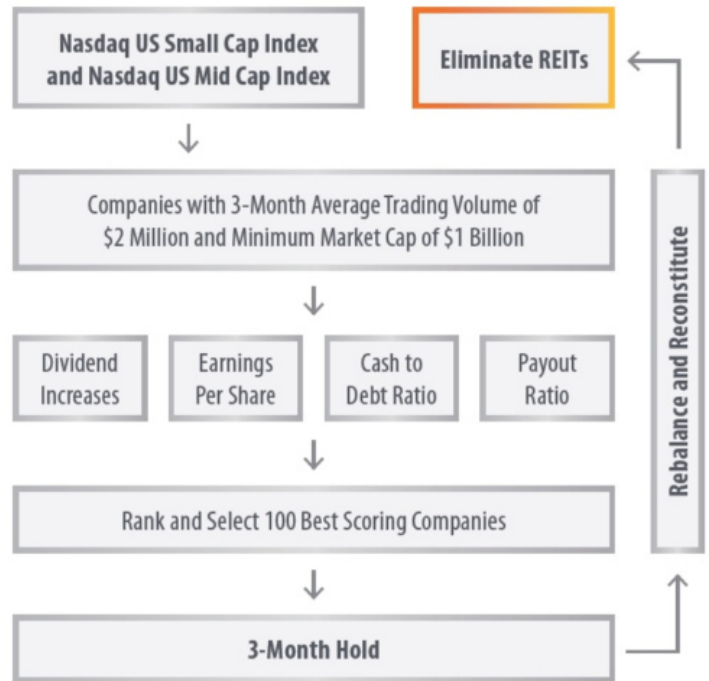 Nasdaq US Small Cap Index
and Nasdaq US Mid Cap Index
Eliminate REITs
Companies with 3-Month Average Trading Volume of
$2 Million and Minimum Market Cap of $1 Billion
Dividend
Increases
Earnings
Per Share
Cash to
Debt Ratio
Payout
Ratio
Rank and Select 100 Best Scoring Companies
3-Month Hold
Rebalance and Reconstitute